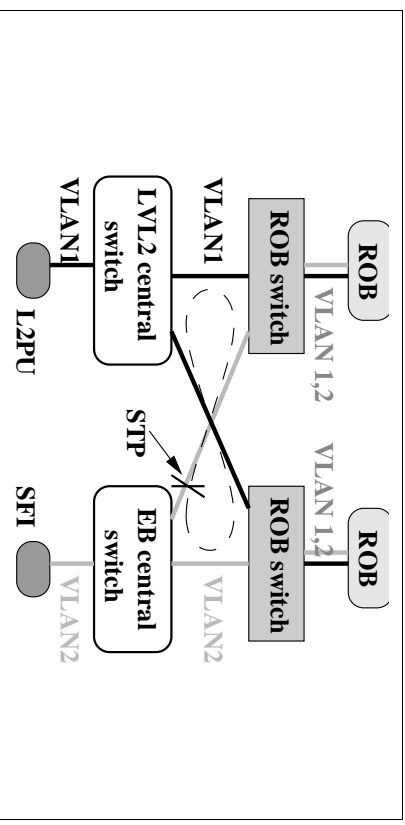 ROB
ROB
VLAN 1,2
VLAN 1,2
ROB switch
ROB switch
VLAN1
VLAN2
STP
LVL2 central
switch
EB central
switch
VLAN1
VLAN2
L2PU
SFI